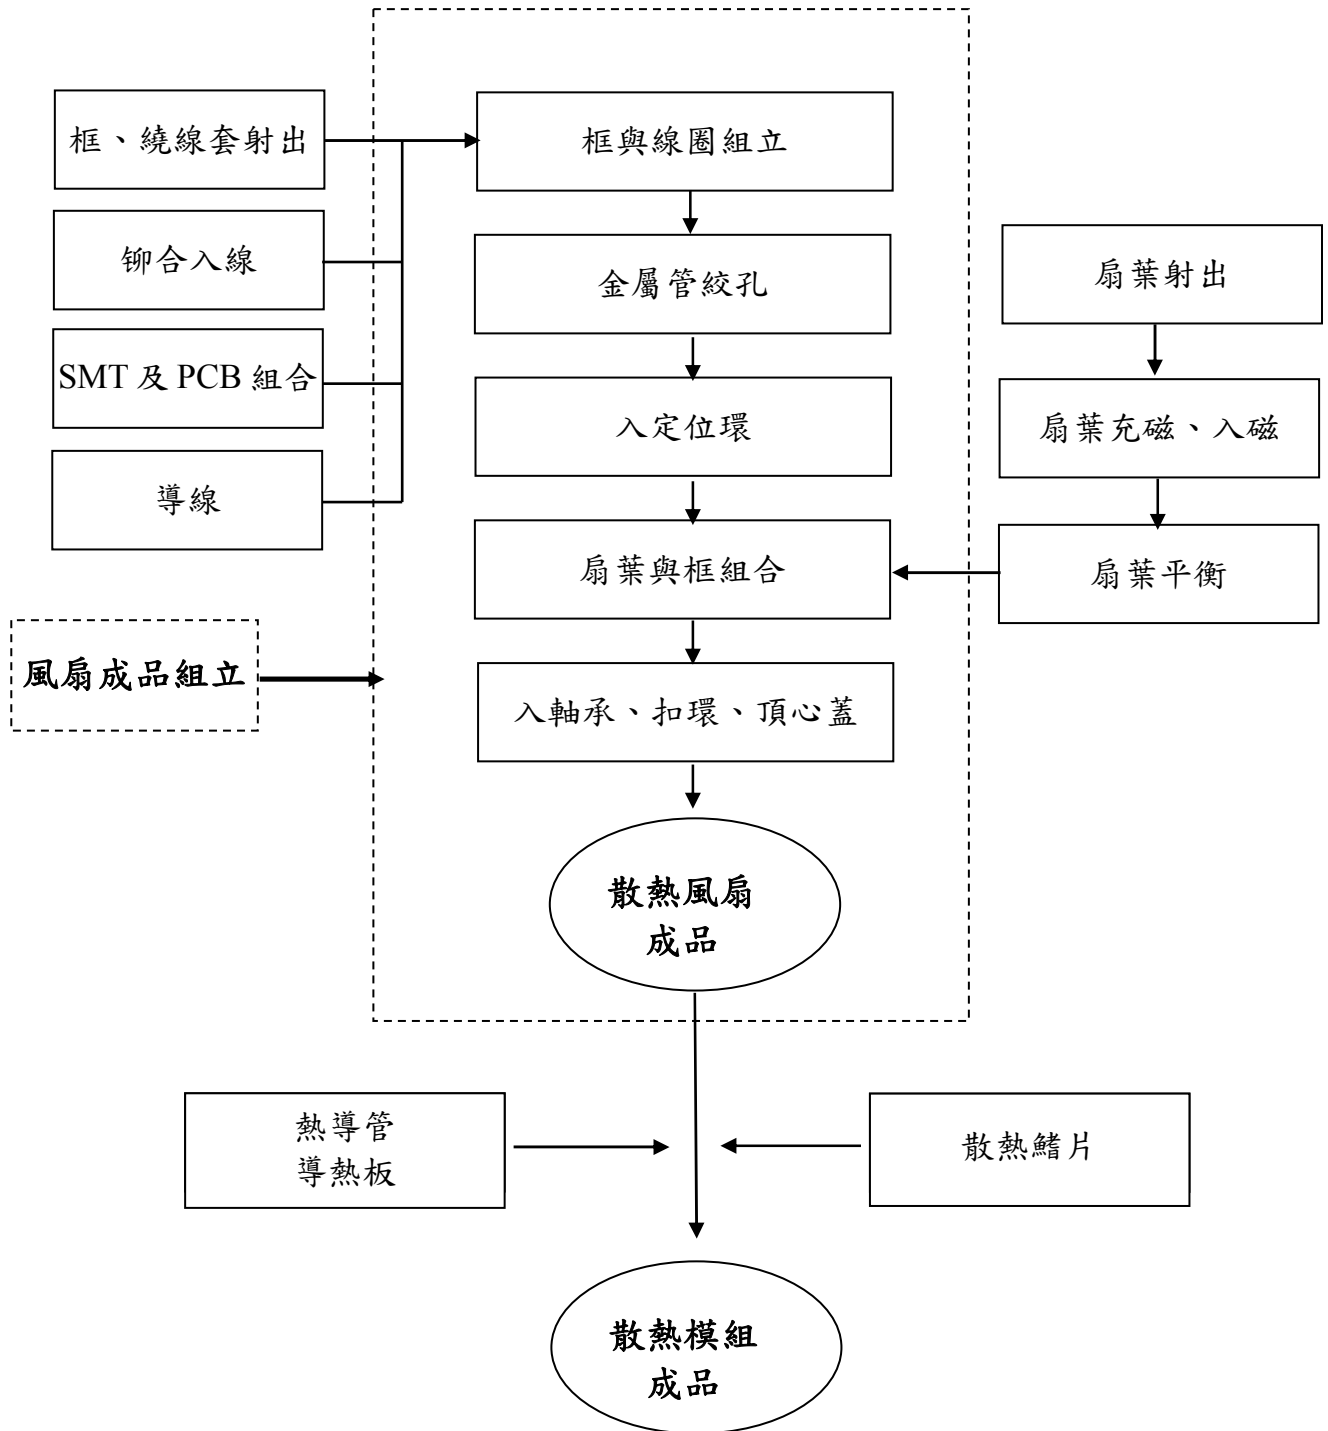 框、繞線套射出
框與線圈組立
铆合入線
金屬管絞孔
扇葉射出
SMT 及 PCB 組合
入定位環
扇葉充磁、入磁
導線
扇葉與框組合
扇葉平衡
風扇成品組立
入軸承、扣環、頂心蓋
散熱風扇
成品
熱導管
導熱板
散熱鰭片
散熱模組
成品